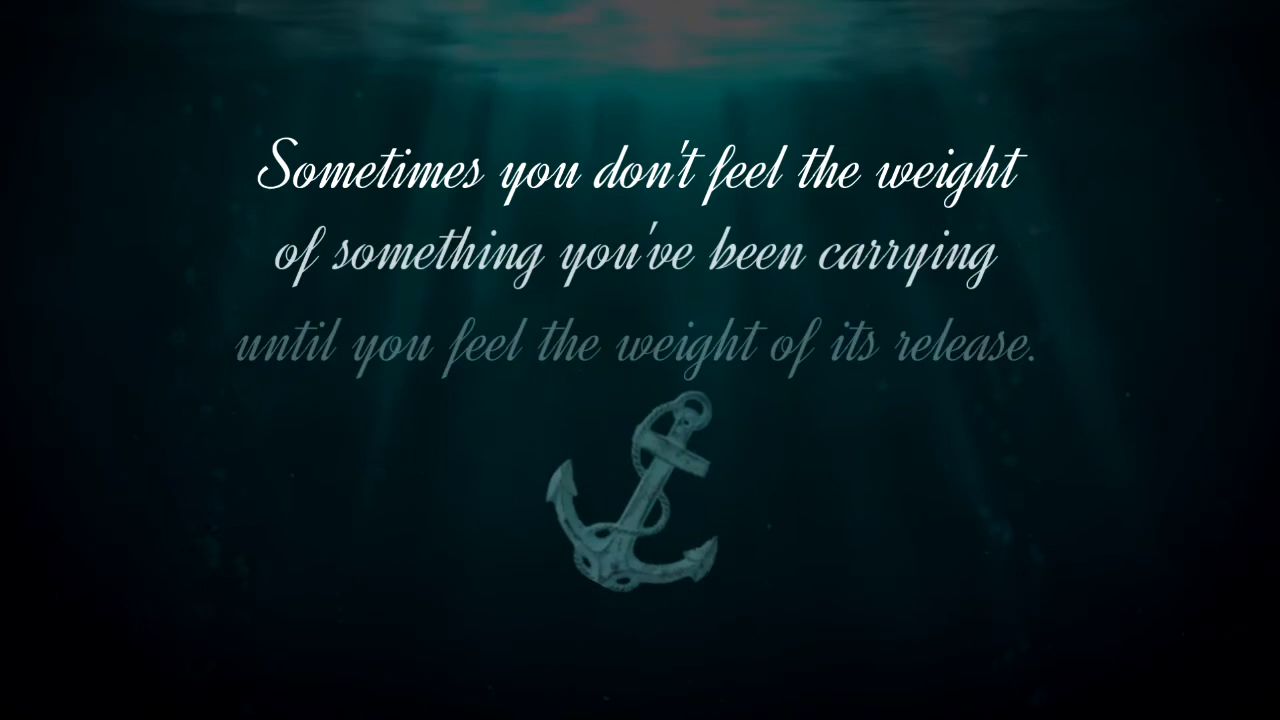 Sometimes you don't feel the weight
of something you've been carrying
until you feel the weight of its release.